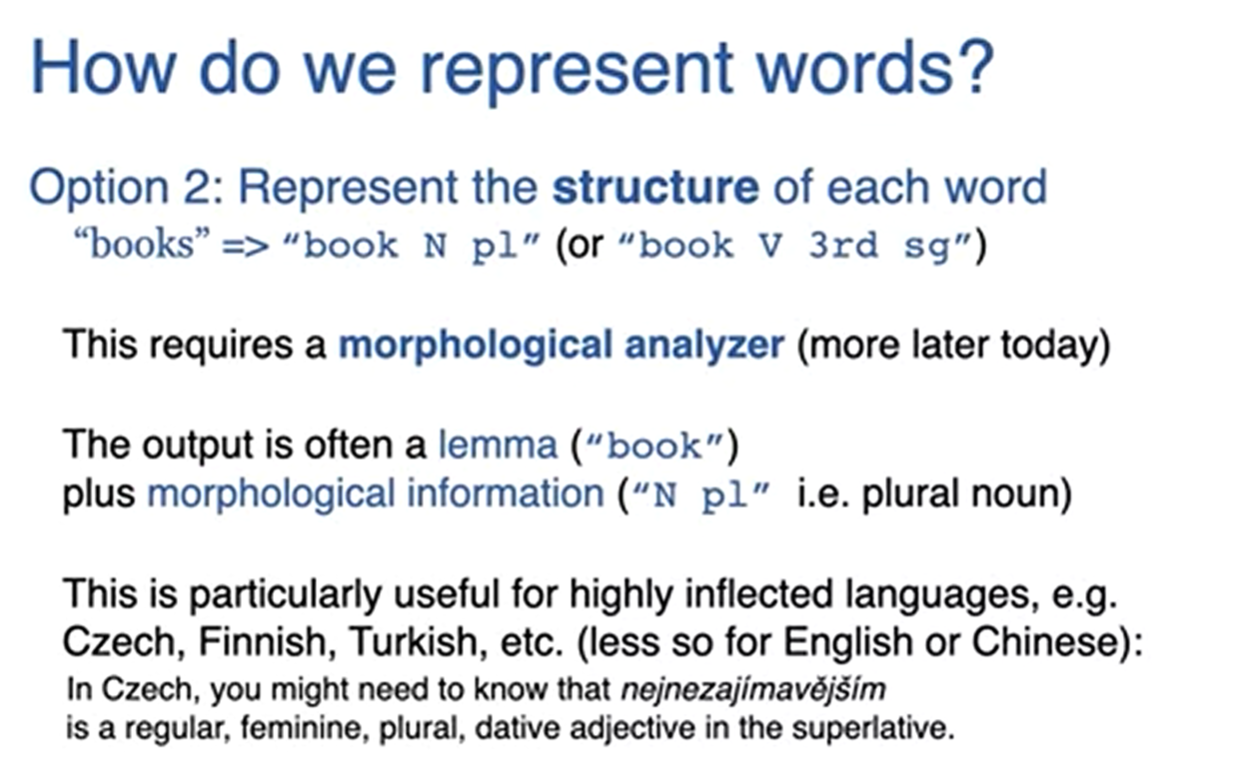 How do we represent words?
Option 2: Represent the structure of each word
“books” => "book N pl" (or "book V 3rd sg")
This requires a morphological analyzer (more later today)
The output is often a lemma ("book")
plus morphological information ("N pl" i.e. plural noun)
This is particularly useful for highly inflected languages, e.g.
Czech, Finnish, Turkish, etc. (less so for English or Chinese):
In Czech, you might need to know that nejnezajímavějším
is a regular, feminine, plural, dative adjective in the superlative.